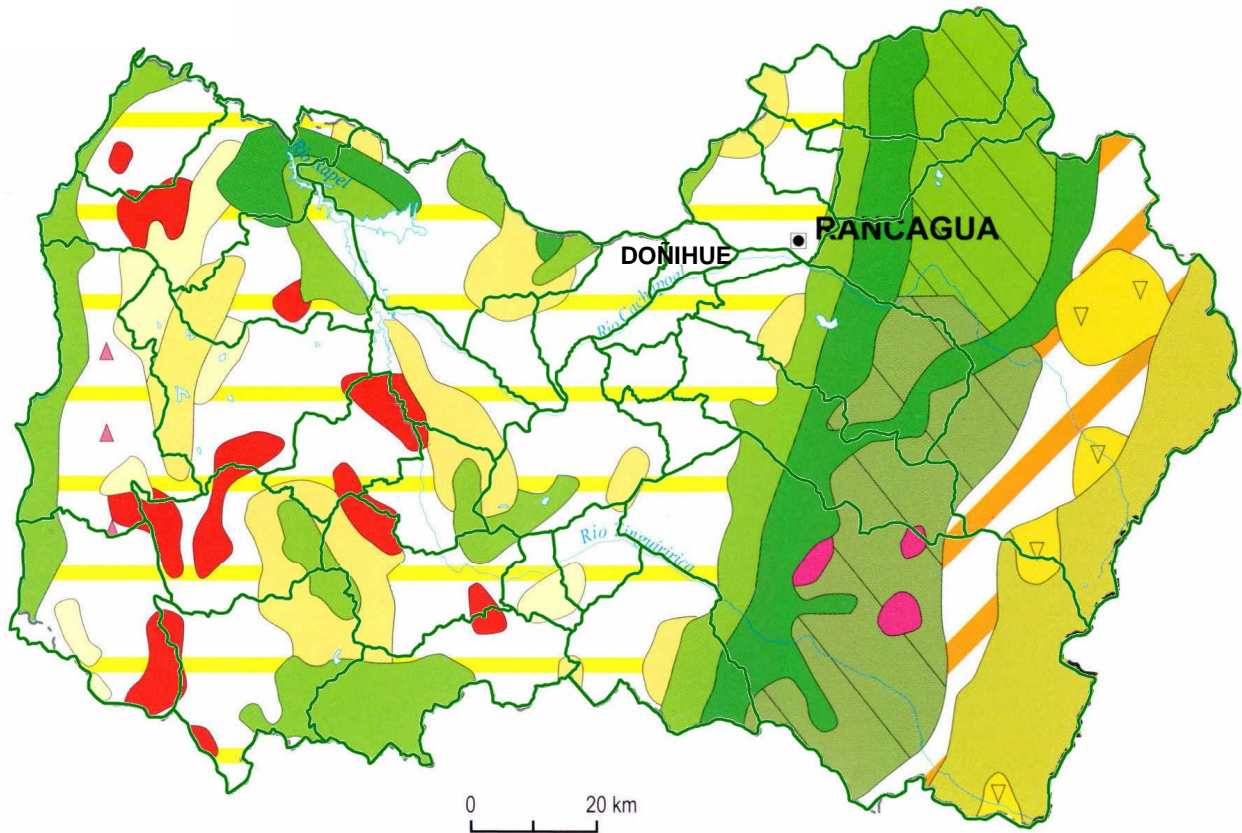 Río Rapel
RANCAGUA
DOÑIHUE
Río Cachapoal
Río Tinguiririca
0 20 km